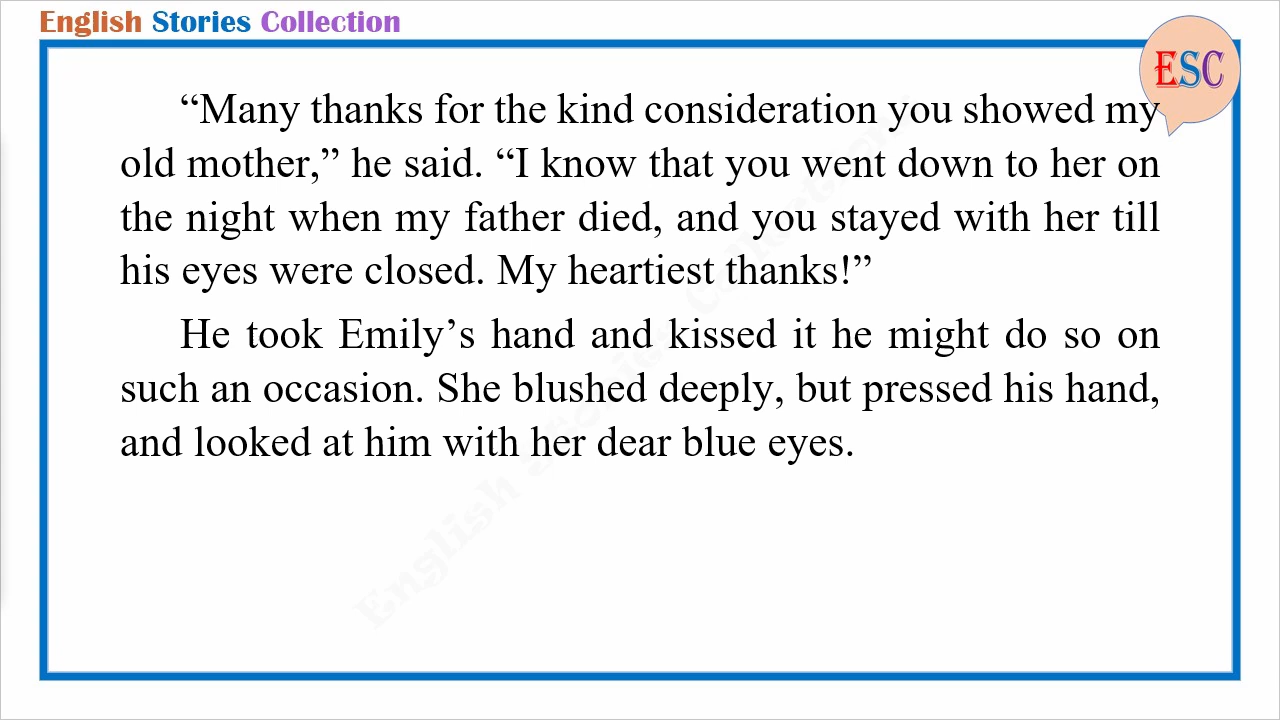 English Stories Collection
ESC
“Many thanks for the kind consideration you showed my
old mother,” he said. “I know that you went down to her on
the night when my father died, and you stayed with her till
his eyes were closed. My heartiest thanks!”
He took Emily’s hand and kissed it he might do so on
such an occasion. She blushed deeply, but pressed his hand,
and looked at him with her dear blue eyes.
English Stories Collection